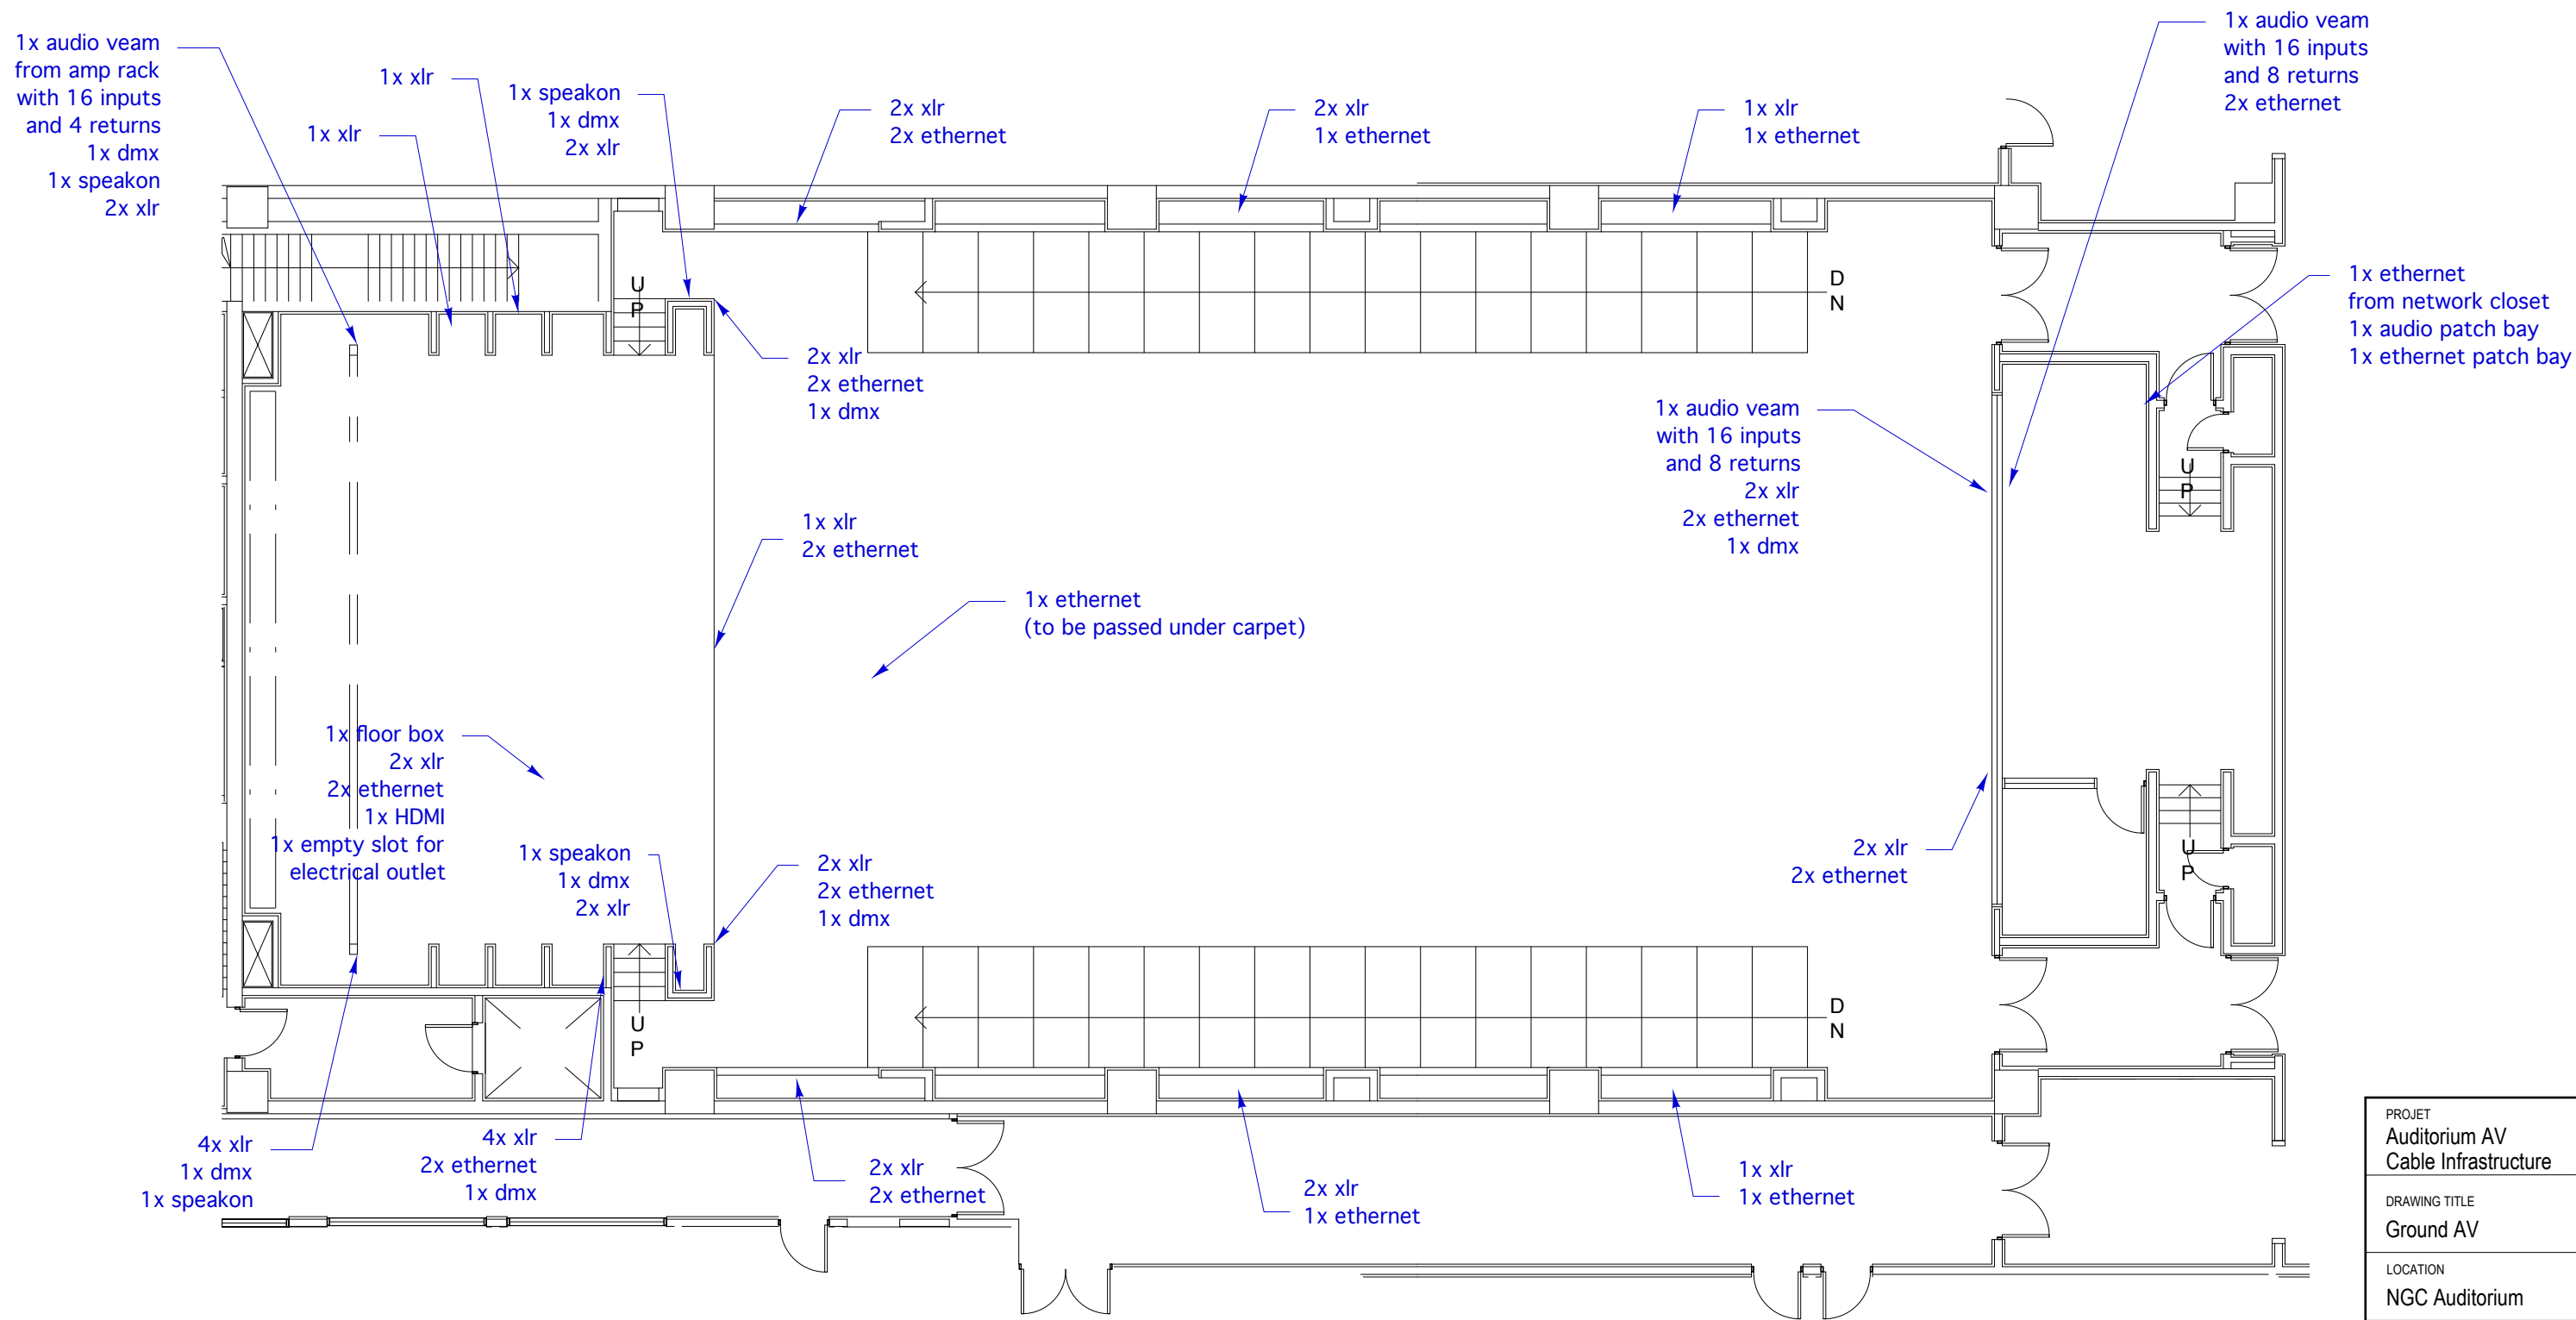 1x audio veam
from amp rack
with 16 inputs
and 4 returns
1x dmx
1x speakon
2x xlr
1x xlr
1x xlr
1x speakon
1x dmx
2x xlr
2x xlr
2x ethernet
2x xlr
1x ethernet
1x xlr
1x ethernet
1x audio veam
with 16 inputs
and 8 returns
2x ethernet
1x ethernet
from network closet
1x audio patch bay
1x ethernet patch bay
U
P
D
N
2x xlr
2x ethernet
1x dmx
1x audio veam
with 16 inputs
and 8 returns
2x xlr
2x ethernet
1x dmx
U
P
1x xlr
2x ethernet
1x ethernet
(to be passed under carpet)
1x floor box
2x xlr
2x ethernet
1x HDMI
1x empty slot for
electrical outlet
1x speakon
1x dmx
2x xlr
2x xlr
2x ethernet
1x dmx
2x xlr
2x ethernet
U
P
U
P
D
N
4x xlr
1x dmx
1x speakon
4x xlr
2x ethernet
1x dmx
2x xlr
2x ethernet
2x xlr
1x ethernet
1x xlr
1x ethernet
PROJET
Auditorium AV
Cable Infrastructure
DRAWING TITLE
Ground AV
LOCATION
NGC Auditorium